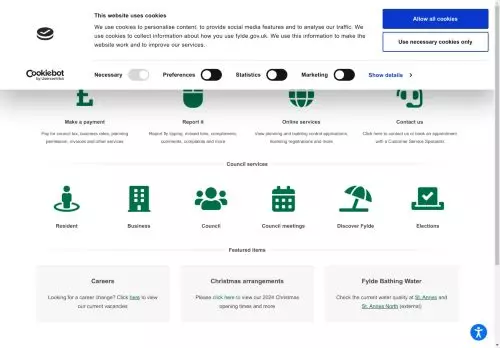 This website uses cookies
We use cookies to personalise content, to provide social media features and to analyse our traffic. We
use cookies to collect information about how you use fylde.gov.uk. We use this information to make the
website work and to improve our services.
Allow all cookies
Use necessary cookies only
Cookiebot
by Usercentrics
Necessary
Preferences
Statistics
Marketing
Show details
Make a payment
Report it
Online services
Contact us
Pay for council tax, business rates, planning
permission, invoices and other services
Report fly tipping, missed bins, compliments,
comments, complaints and more
View planning and building control applications,
licensing registrations and more
Click here to contact us or book an appointment
with a Customer Service Specialist
Council services
Resident
Business
Council
Council meetings
Discover Fylde
Elections
Featured items
Careers
Looking for a career change? Click here to view
our current vacancies
Christmas arrangements
Please click here to view our 2024 Christmas
opening times and more
Fylde Bathing Water
Check the current water quality at St. Annes and
St. Annes North (external)